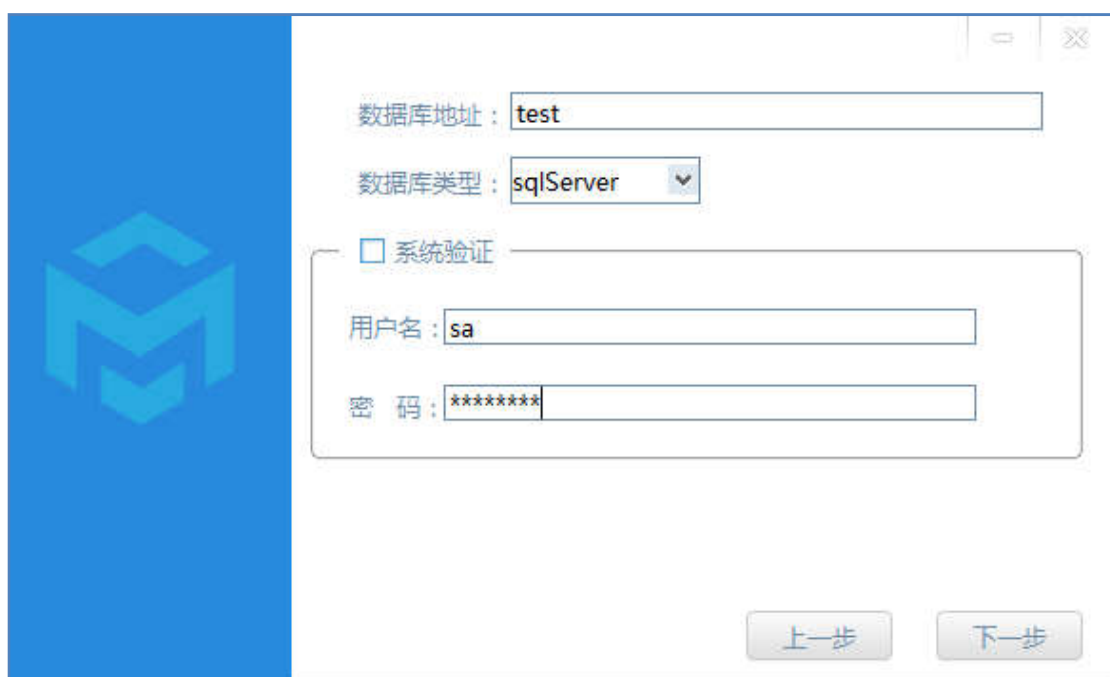 数据库地址：test
数据库类型：sqlServer
系统验证
用户名：sa
密 码：********
上一步 下一步